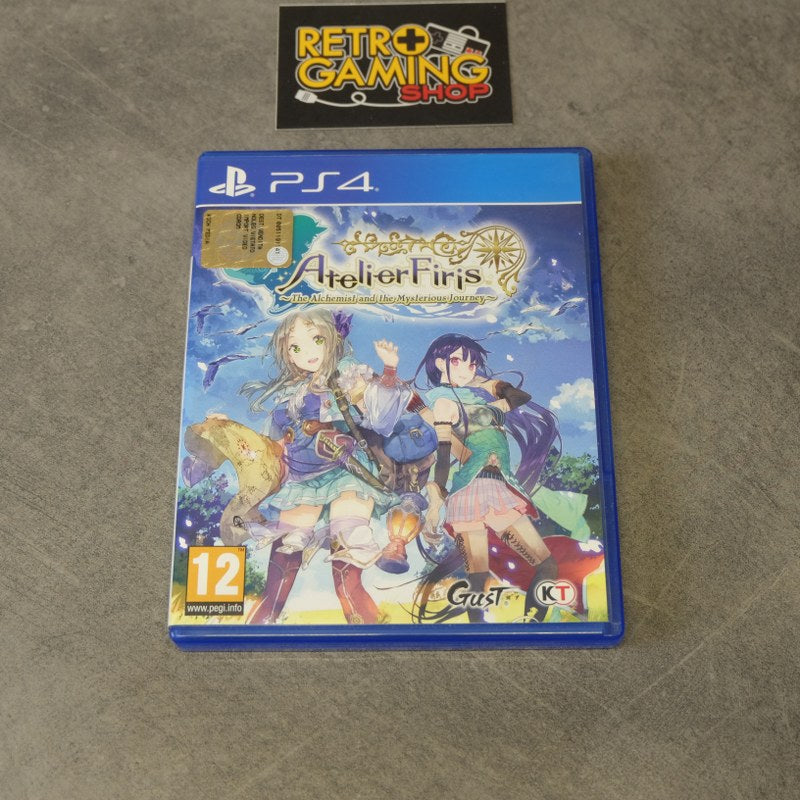 RETRO
GAMING
SHOP
PS4
Atelier Firis
~The Alchemist and the Mysterious Journey~
12
www.pegi.info
GUST
KT